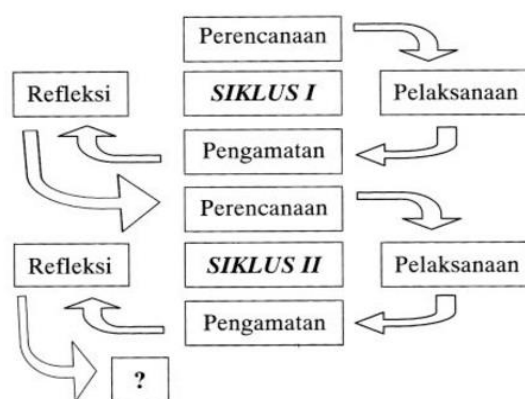 Perencanaan
Refleksi
SIKLUS I
Pelaksanaan
Pengamatan
Perencanaan
Refleksi
SIKLUS II
Pelaksanaan
Pengamatan
?